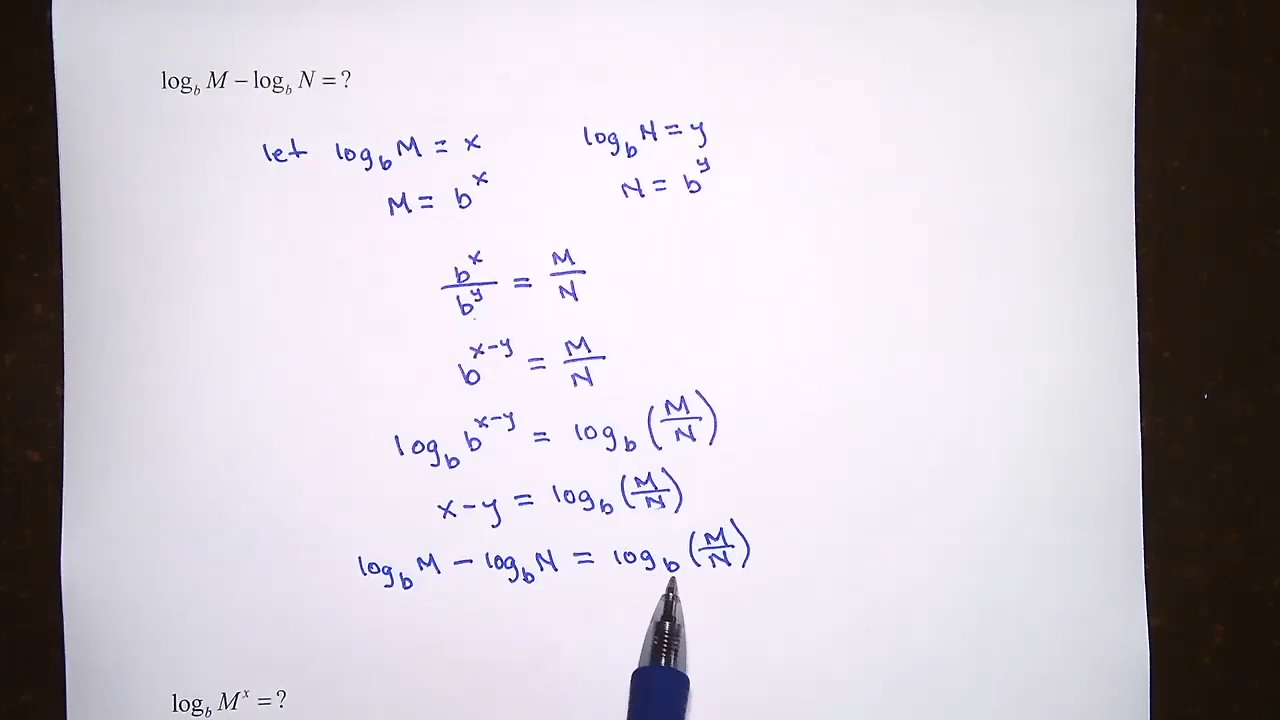 log_b M − log_b N = ?
let log_b M = x    log_b N = y
M = b^x    N = b^y
b^x / b^y = M / N
b^(x−y) = M / N
log_b b^(x−y) = log_b (M/N)
x−y = log_b (M/N)
log_b M − log_b N = log_b (M/N)
log_b M^x = ?